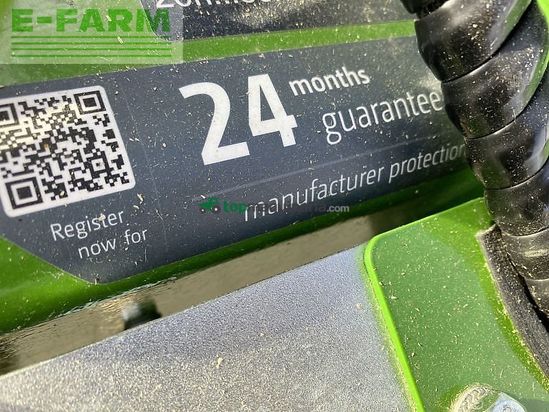 E-FARM
24 months
guarantee
manufacturer protection
Register
now for